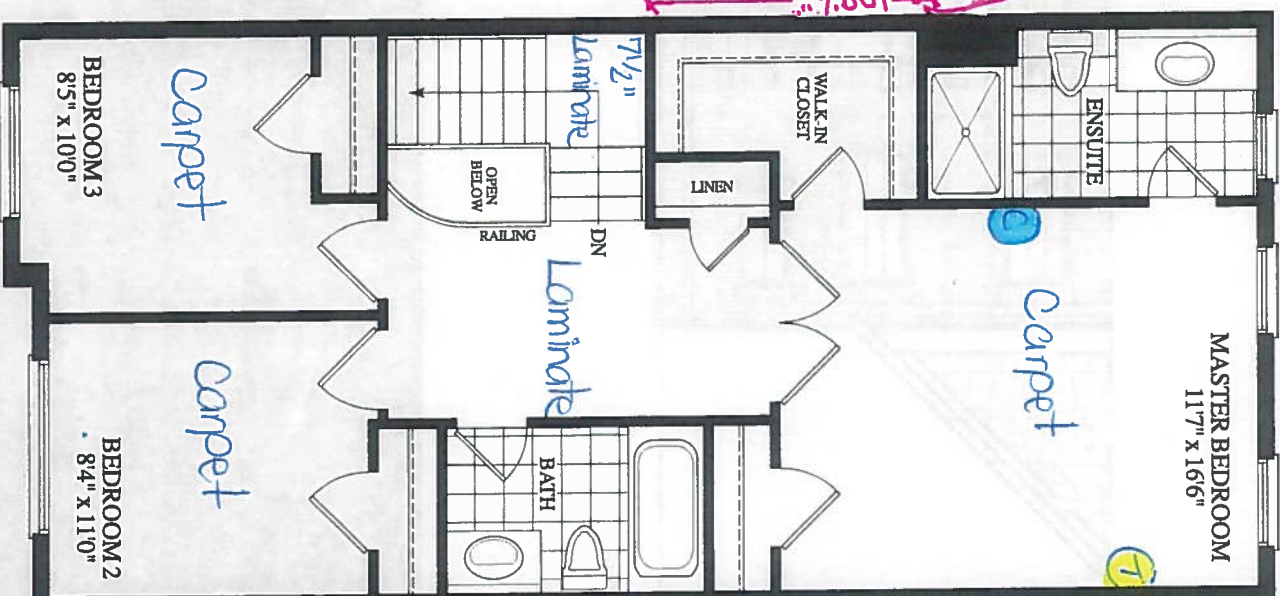 BEDROOM 3
8'5" x 10'0"
Carpet
7½"
Laminate
WALK-IN
CLOSET
ENSUITE
LINEN
OPEN
BELOW
RAILING
DN
C
Laminate
Carpet
MASTER BEDROOM
11'7" x 16'6"
Carpet
BEDROOM 2
8'4" x 11'0"
BATH
T